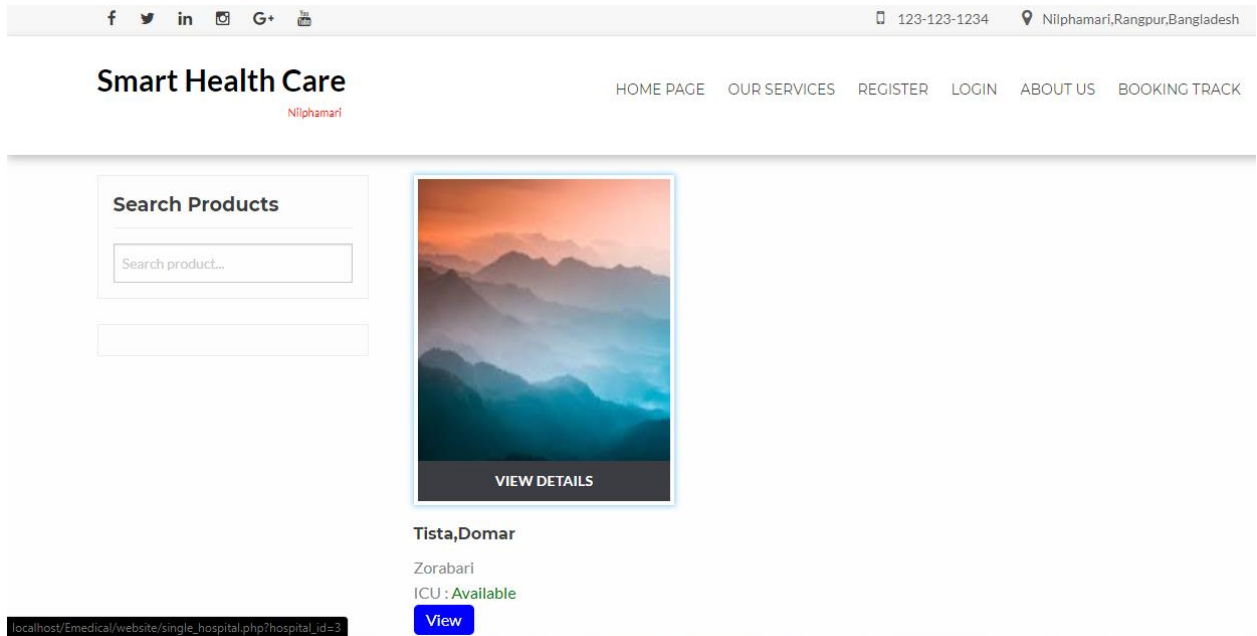 123-123-1234 Nilphamari,Rangpur,Bangladesh
Smart Health Care
Nilphamari
HOME PAGE OUR SERVICES REGISTER LOGIN ABOUT US BOOKING TRACK
Search Products
Search product...
VIEW DETAILS
Tista,Domar
Zorabari
ICU : Available
View
localhost/Emedical/website/single_hospital.php?hospital_id=3